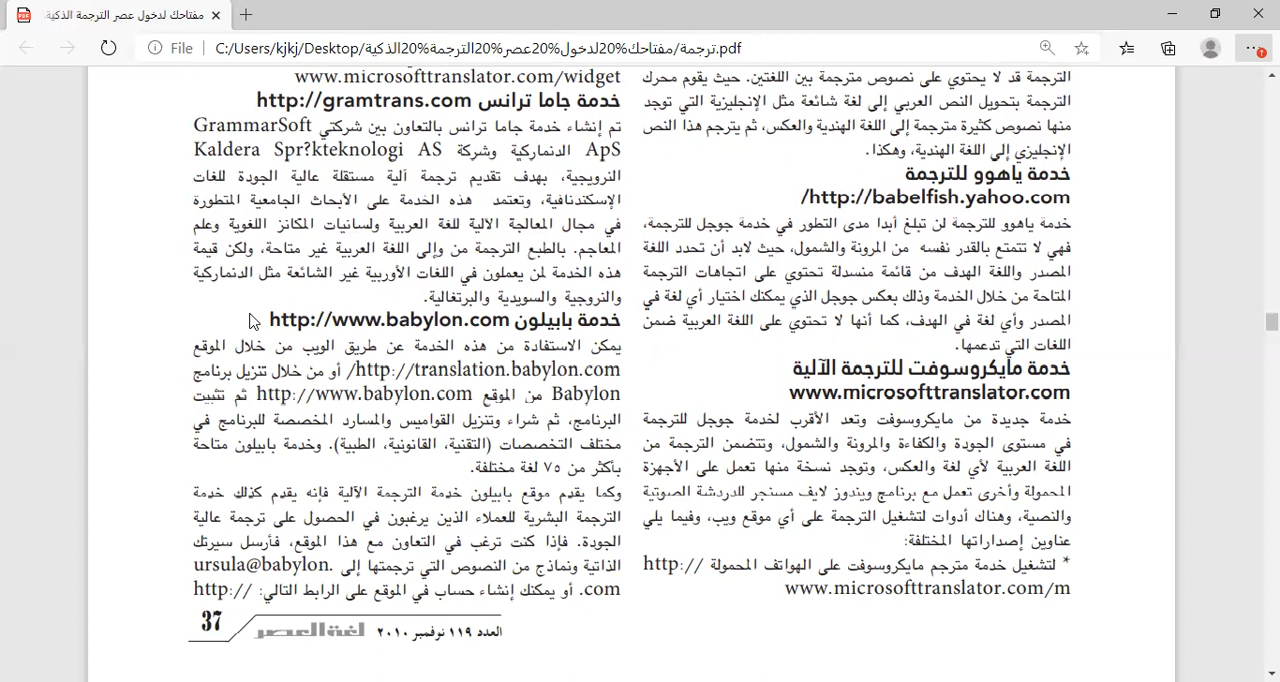 مفتاحك لدخول عصر الترجمة الذكية.
File
C:/Users/kjkj/Desktop/ترجمة/مفتاحك%20لدخول%20عصر%20الترجمة%20الذكية.pdf
الترجمة قد لا يحتوي على نصوص مترجمة بين اللغتين. حيث يقوم محرك
الترجمة بتحويل النص العربي إلى لغة شائعة مثل الإنجليزية التي توجد
منها نصوص كثيرة مترجمة إلى اللغة الهندية والعكس، ثم يترجم هذا النص
الإنجليزي إلى اللغة الهندية، وهكذا.
خدمة ياهوو للترجمة
http://babelfish.yahoo.com/
خدمة ياهوو للترجمة لن تبلغ أبدا مدى التطور في خدمة جوجل للترجمة،
فهي لا تتمتع بالقدر نفسه من المرونة والشمول، حيث لابد أن تحدد اللغة
المصدر واللغة الهدف من قائمة منسدلة تحتوي على اتجاهات الترجمة
المتاحة من خلال الخدمة وذلك بعكس جوجل الذي يمكنك اختيار أي لغة في
المصدر وأي لغة في الهدف، كما أنها لا تحتوي على اللغة العربية ضمن
اللغات التي تدعمها.
خدمة مايكروسوفت للترجمة الآلية
www.microsofttranslator.com
خدمة جديدة من مايكروسوفت وتعد الأقرب لخدمة جوجل للترجمة
في مستوى الجودة والكفاءة والمرونة والشمول، وتتضمن الترجمة من
اللغة العربية لأي لغة والعكس، وتوجد نسخة منها تعمل على الأجهزة
المحمولة وأخرى تعمل مع برنامج ويندوز لايف مسنجر للدردشة الصوتية
والنصية، وهناك أدوات لتشغيل الترجمة على أي موقع ويب، وفيما يلي
عناوين إصداراتها المختلفة:
* لتشغيل خدمة مترجم مايكروسوفت على الهواتف المحمولة http://
www.microsofttranslator.com/m
www.microsofttranslator.com/widget
خدمة جاما ترانس http://gramtrans.com
تم إنشاء خدمة جاما ترانس بالتعاون بين شركتي GrammarSoft
ApS الدنماركية وشركة Kaldera Spr?kteknologi AS
النرويجية، بهدف تقديم ترجمة آلية مستقلة عالية الجودة للغات
الإسكندنافية، وتعتمد هذه الخدمة على الأبحاث الجامعية المتطورة
في مجال المعالجة الالية للغة العربية ولسانيات المكانز اللغوية وعلم
المعاجم. بالطبع الترجمة من وإلى اللغة العربية غير متاحة، ولكن قيمة
هذه الخدمة لمن يعملون في اللغات الأوربية غير الشائعة مثل الدنماركية
والنروجية والسويدية والبرتغالية.
خدمة بابيلون http://www.babylon.com
يمكن الاستفادة من هذه الخدمة عن طريق الويب من خلال الموقع
http://translation.babylon.com/ أو من خلال تنزيل برنامج
Babylon من الموقع http://www.babylon.com ثم تثبيت
البرنامج، ثم شراء وتنزيل القواميس والمسارد المخصصة للبرنامج في
مختلف التخصصات (التقنية، القانونية، الطبية). وخدمة بابيلون متاحة
بأكثر من ٧٥ لغة مختلفة.
وكما يقدم موقع بابيلون خدمة الترجمة الآلية فإنه يقدم كذلك خدمة
الترجمة البشرية للعملاء الذين يرغبون في الحصول على ترجمة عالية
الجودة. فإذا كنت ترغب في التعاون مع هذا الموقع، فأرسل سيرتك
الذاتية ونماذج من النصوص التي ترجمتها إلى ursula@babylon.
com. أو يمكنك إنشاء حساب في الموقع على الرابط التالي: http://
العدد ١١٩ نوفمبر ٢٠١٠ لغة العصر 37